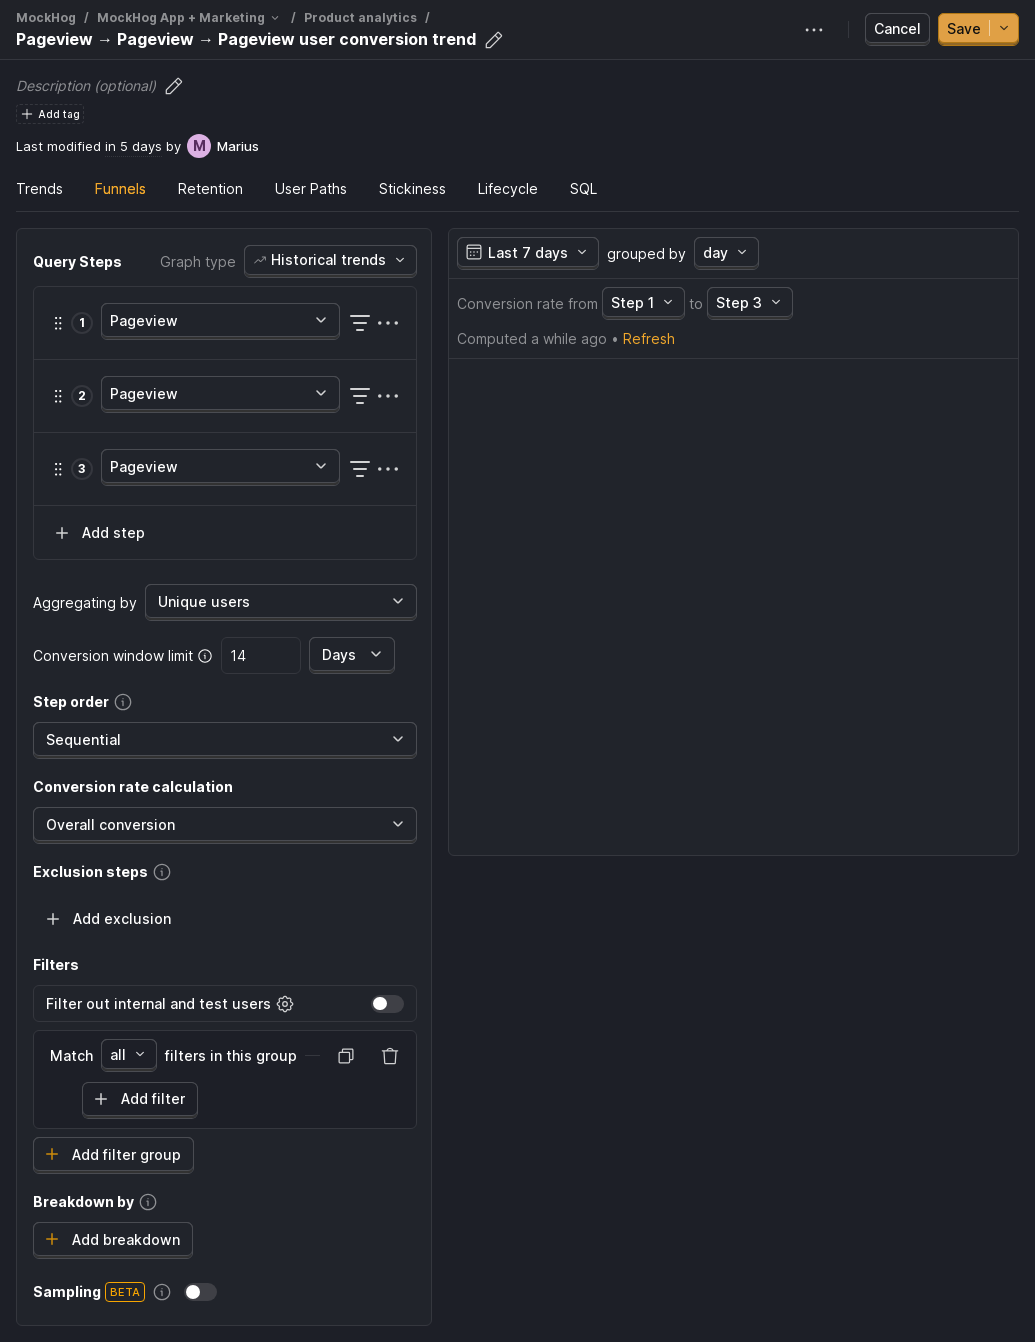 MockHog / MockHog App + Marketing / Product analytics /
Pageview → Pageview → Pageview user conversion trend
Cancel
Save
Description (optional)
Add tag
Last modified in 5 days by M Marius
Trends Funnels Retention User Paths Stickiness Lifecycle SQL
Query Steps
Graph type Historical trends
1 Pageview
2 Pageview
3 Pageview
Add step
Aggregating by Unique users
Conversion window limit 14 Days
Step order
Sequential
Conversion rate calculation
Overall conversion
Exclusion steps
Add exclusion
Filters
Filter out internal and test users
Match all filters in this group
Add filter
Add filter group
Breakdown by
Add breakdown
Sampling BETA
Last 7 days grouped by day
Conversion rate from Step 1 to Step 3
Computed a while ago • Refresh